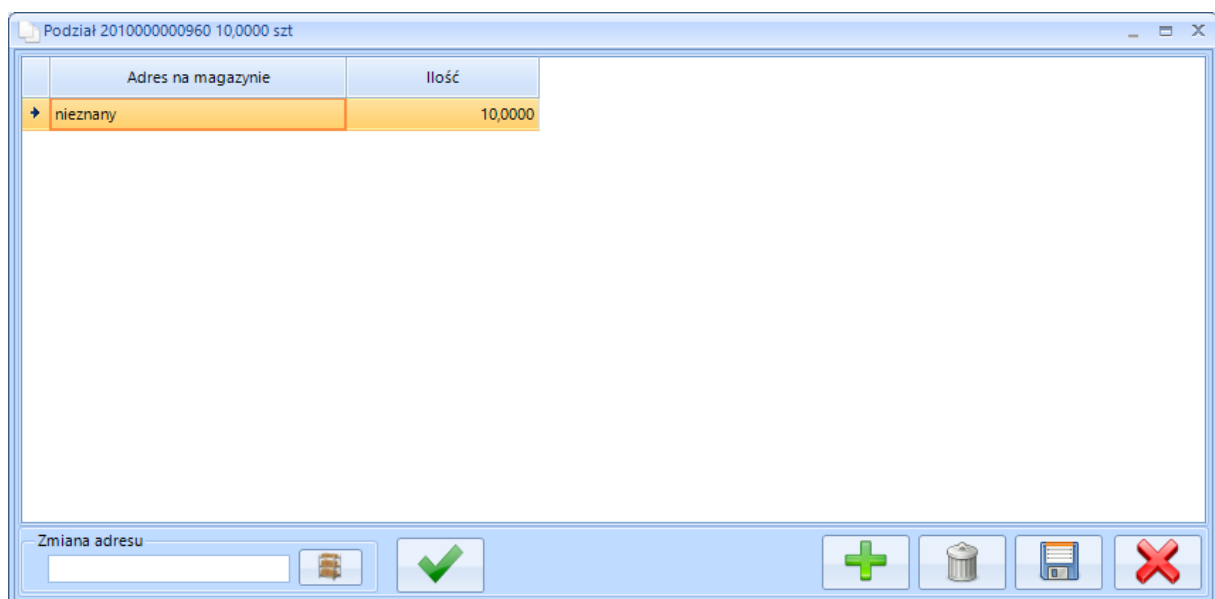 Podział 2010000000960 10,0000 szt
Adres na magazynie Ilość
nieznany 10,0000
Zmiana adresu